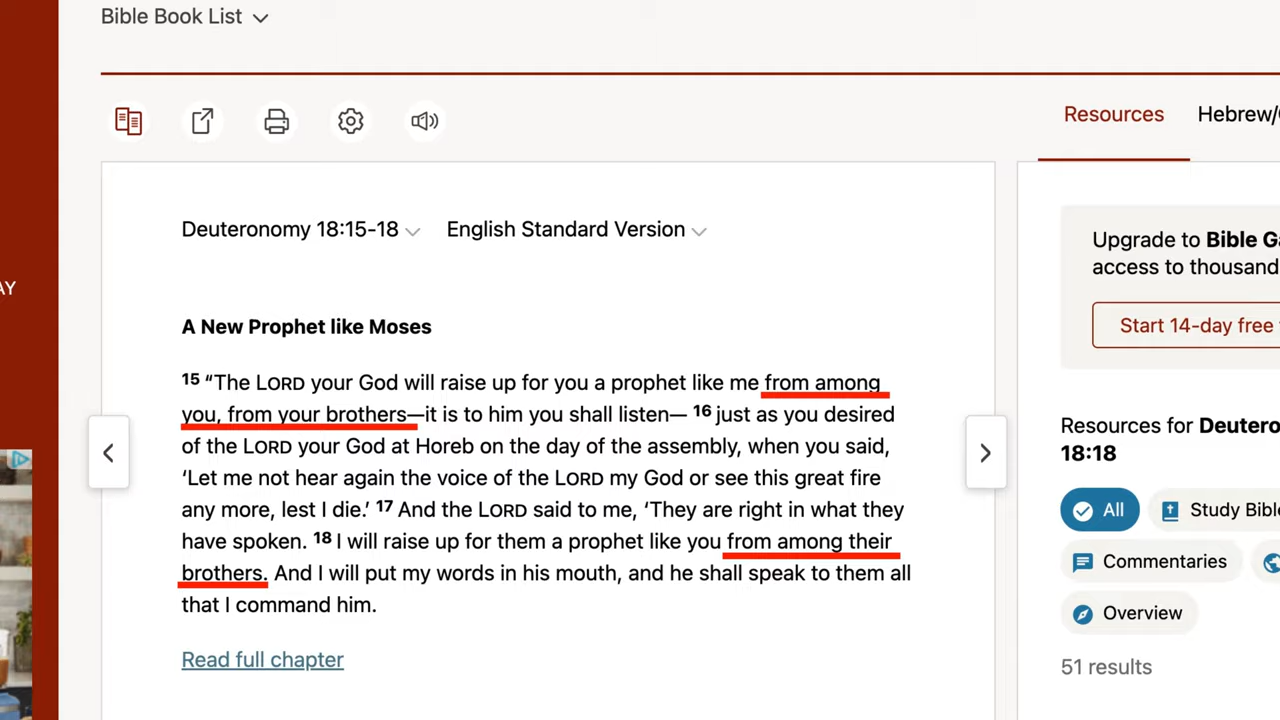 Bible Book List
Resources
Hebrew/
AY
Deuteronomy 18:15-18 English Standard Version
Upgrade to Bible
access to thousand
Start 14-day free
A New Prophet like Moses
15 “The LORD your God will raise up for you a prophet like me from among
you, from your brothers—it is to him you shall listen— 16 just as you desired
of the LORD your God at Horeb on the day of the assembly, when you said,
‘Let me not hear again the voice of the LORD my God or see this great fire
any more, lest I die.’ 17 And the LORD said to me, ‘They are right in what they
have spoken. 18 I will raise up for them a prophet like you from among their
brothers. And I will put my words in his mouth, and he shall speak to them all
that I command him.
Read full chapter
Resources for Deutero
18:18
All
Study Bible
Commentaries
Overview
51 results